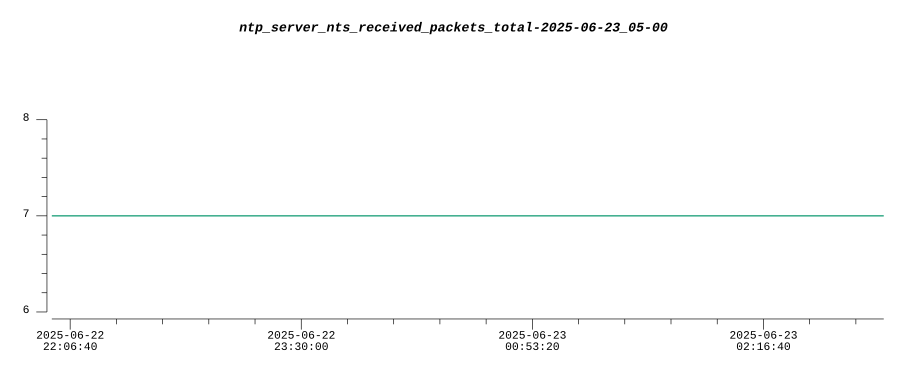 ntp_server_nts_received_packets_total-2025-06-23_05-00
8
7
6
2025-06-22 2025-06-22 2025-06-23 2025-06-23
22:06:40 23:30:00 00:53:20 02:16:40